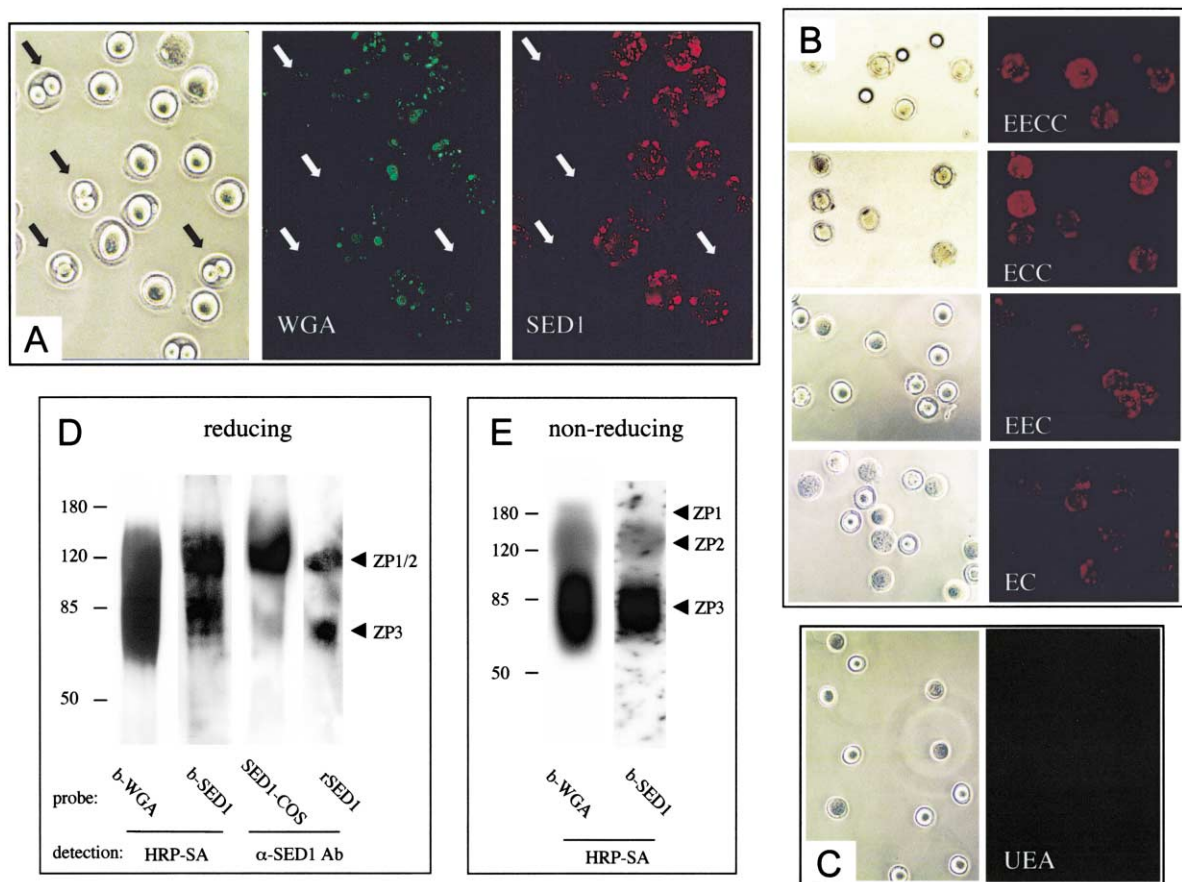 A
WGA
SED1
B
EECC
ECC
EEC
EC
C
UEA
D
reducing
180
120
85
50
ZP1/2
ZP3
probe: b-WGA b-SED1 SED1-COS rSED1
detection: HRP-SA α-SED1 Ab
E
non-reducing
180
120
85
50
ZP1
ZP2
ZP3
b-WGA b-SED1
HRP-SA